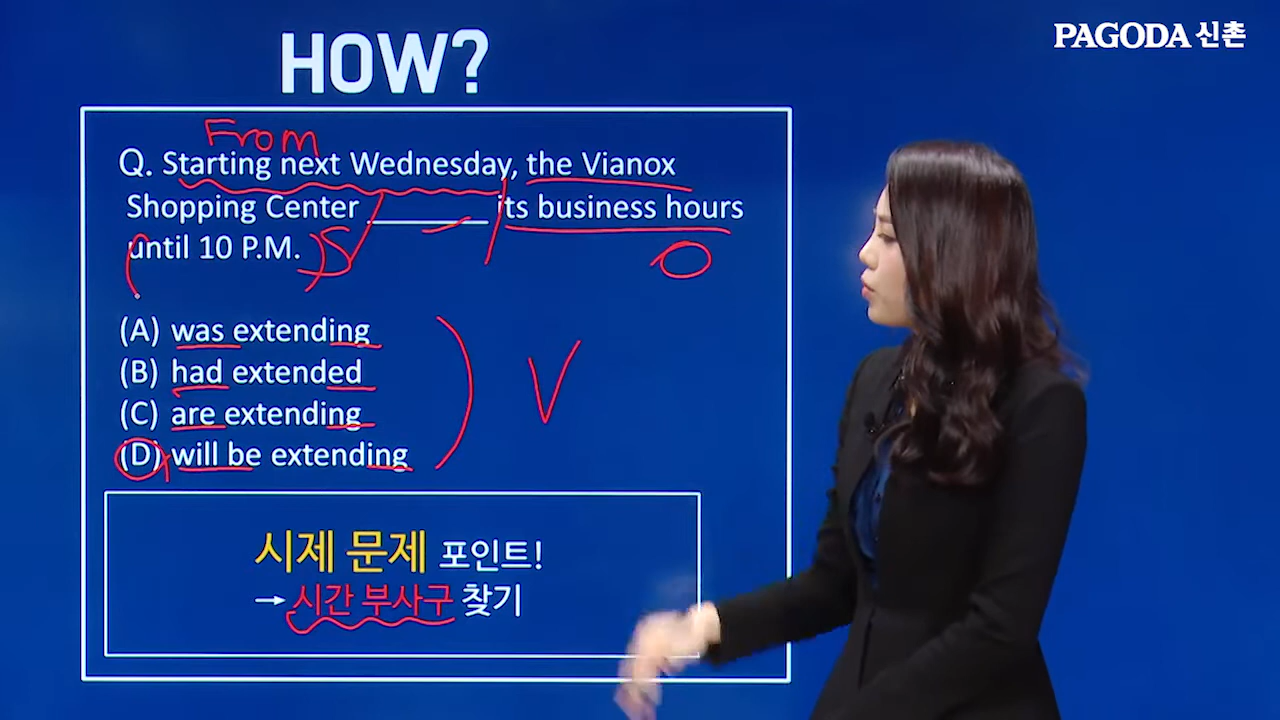 HOW?
PAGODA 신촌
From
Q. Starting next Wednesday, the Vianox
Shopping Center ________ its business hours
until 10 P.M.
S
O
(A) was extending
(B) had extended
(C) are extending
(D) will be extending
V
시제 문제 포인트!
→ 시간 부사구 찾기